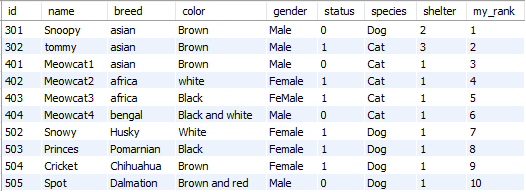 id name breed color gender status species shelter my_rank
301 Snoopy asian Brown Male 0 Dog 2 1
302 tommy asian Brown Male 1 Cat 3 2
401 Meowcat1 asian Brown Male 0 Cat 1 3
402 Meowcat2 africa white Female 1 Cat 1 4
403 Meowcat3 africa Black FeMale 1 Cat 1 5
404 Meowcat4 bengal Black and white Male 0 Cat 1 6
502 Snowy Husky White Female 1 Dog 1 7
503 Princes Pomarnian Black Female 1 Dog 1 8
504 Cricket Chihuahua Brown Female 1 Dog 1 9
505 Spot Dalmation Brown and red Male 0 Dog 1 10